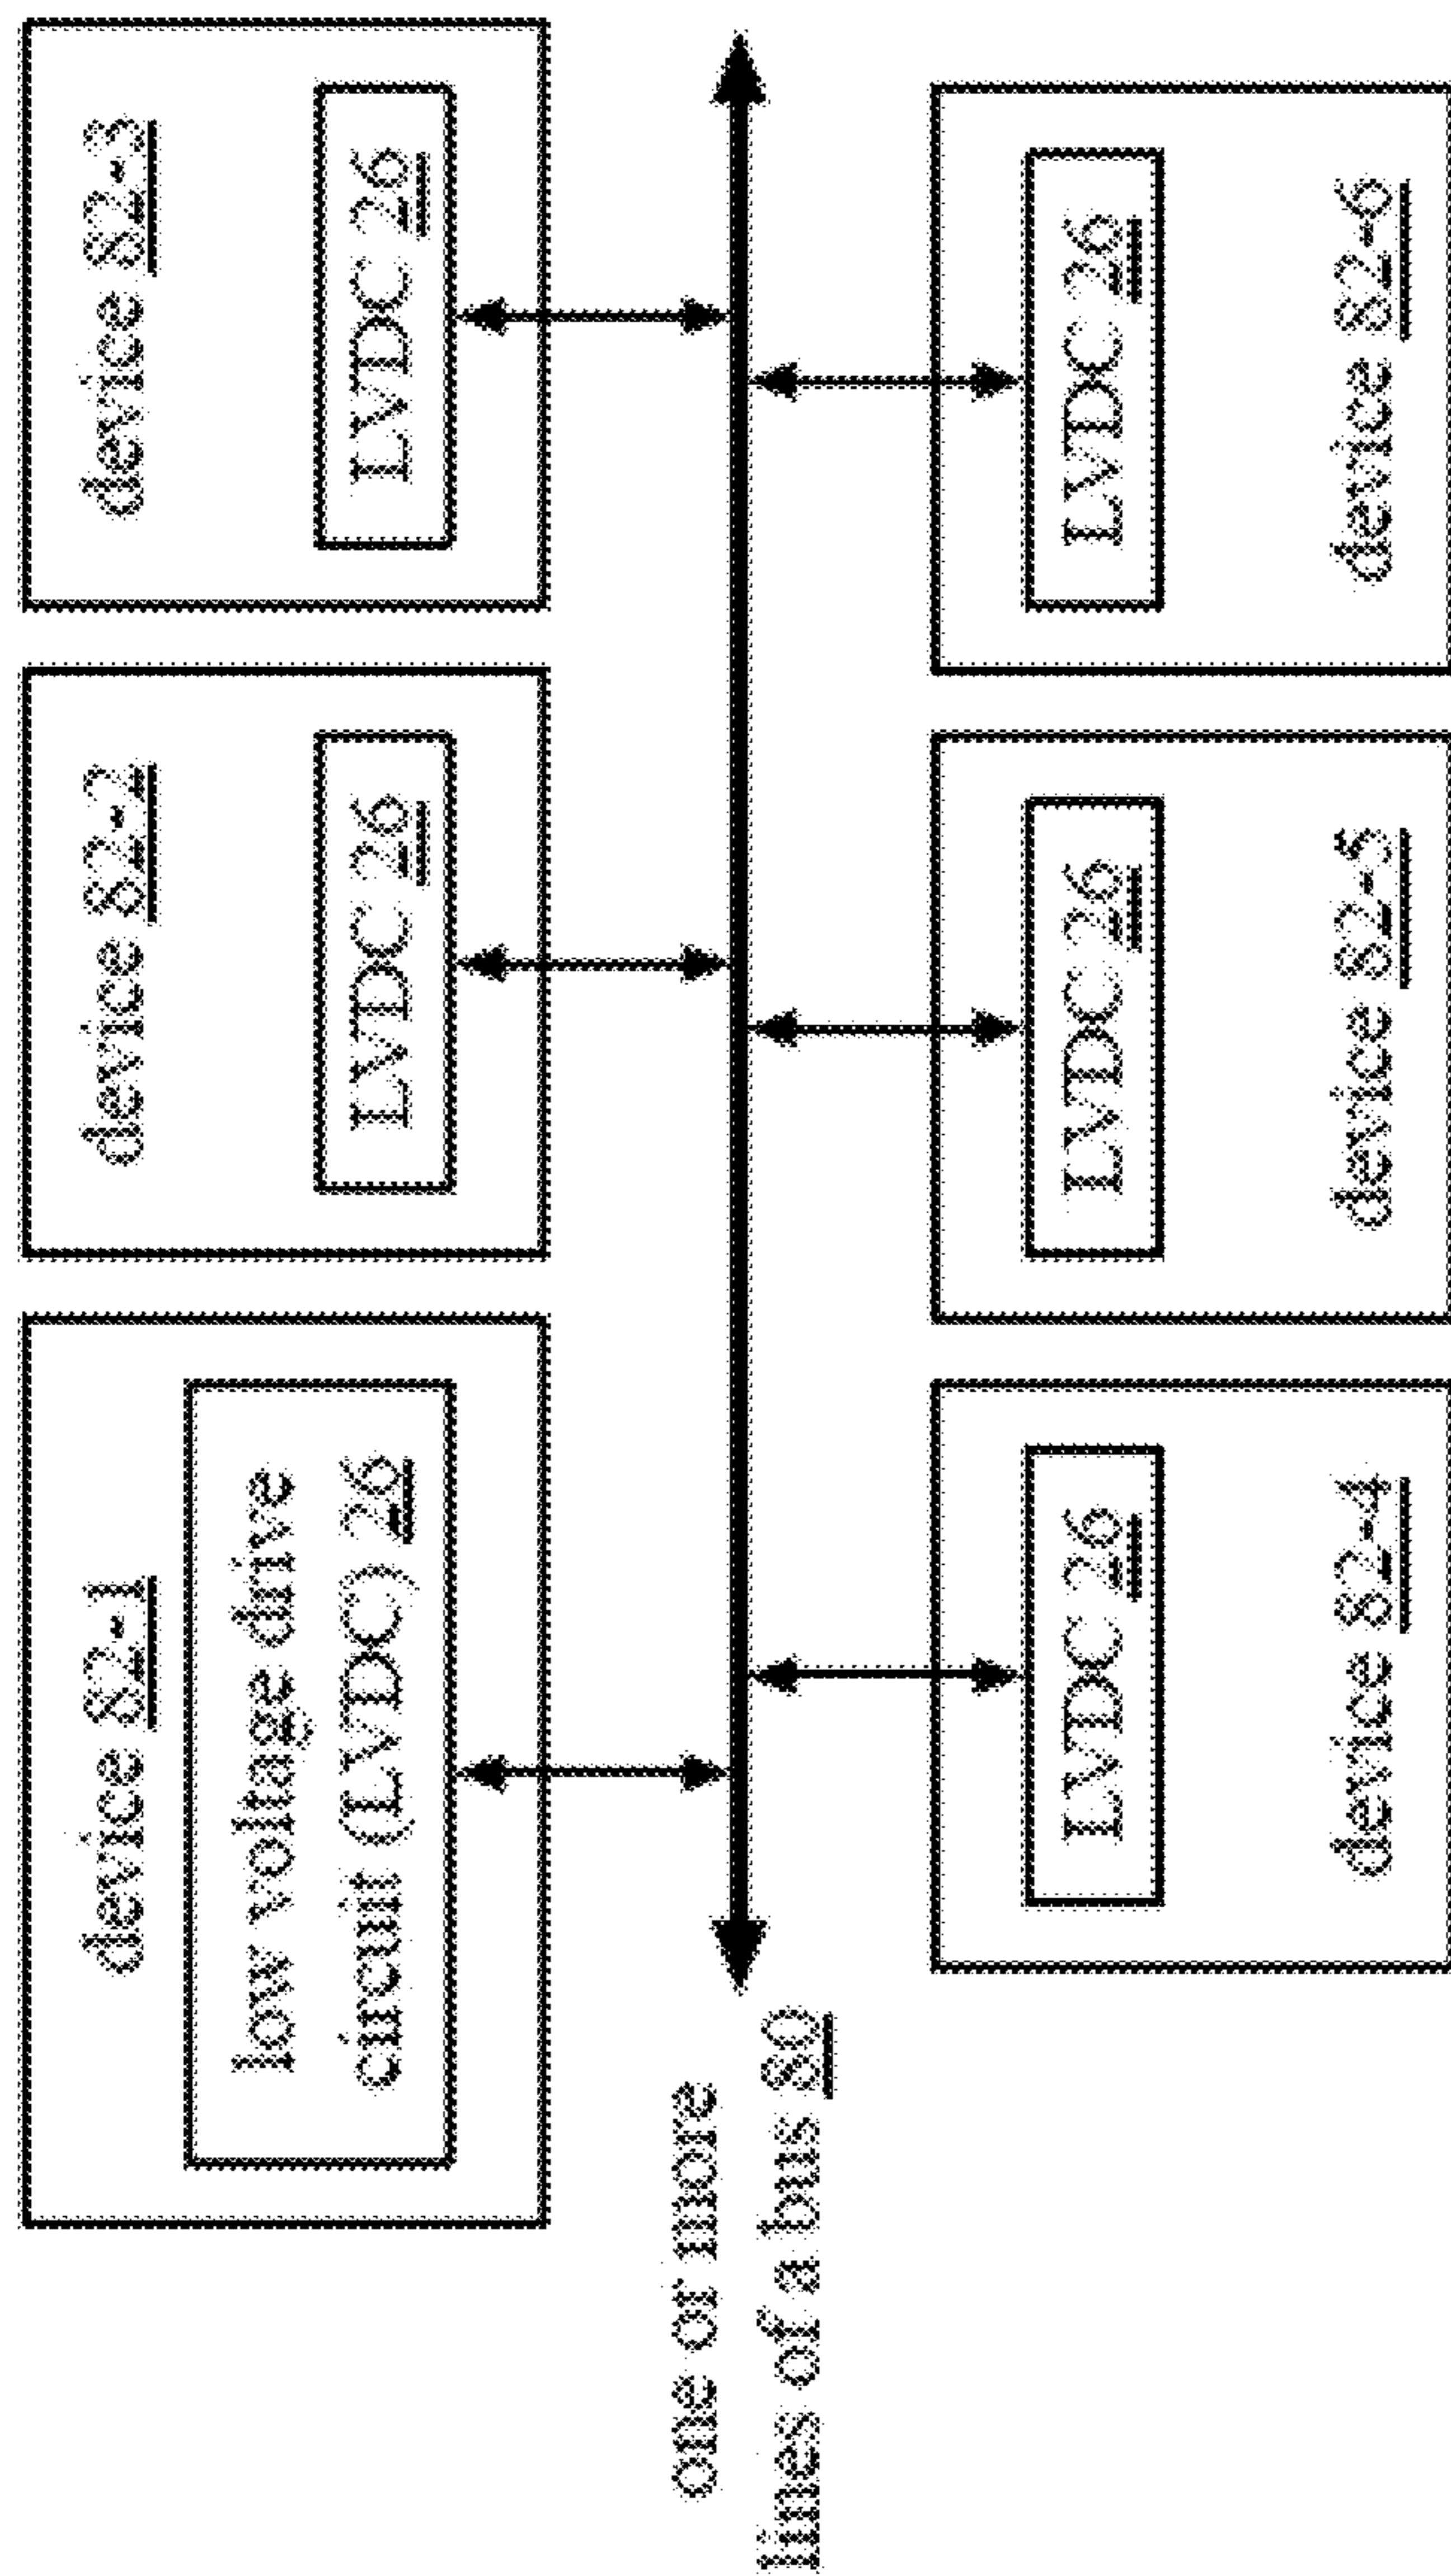 device 82-1
low voltage drive
circuit (LVDC) 26
device 82-2
LVDC 26
device 82-3
LVDC 26
one or more
lines of a bus 80
LVDC 26
device 82-4
LVDC 26
device 82-5
LVDC 26
device 82-6